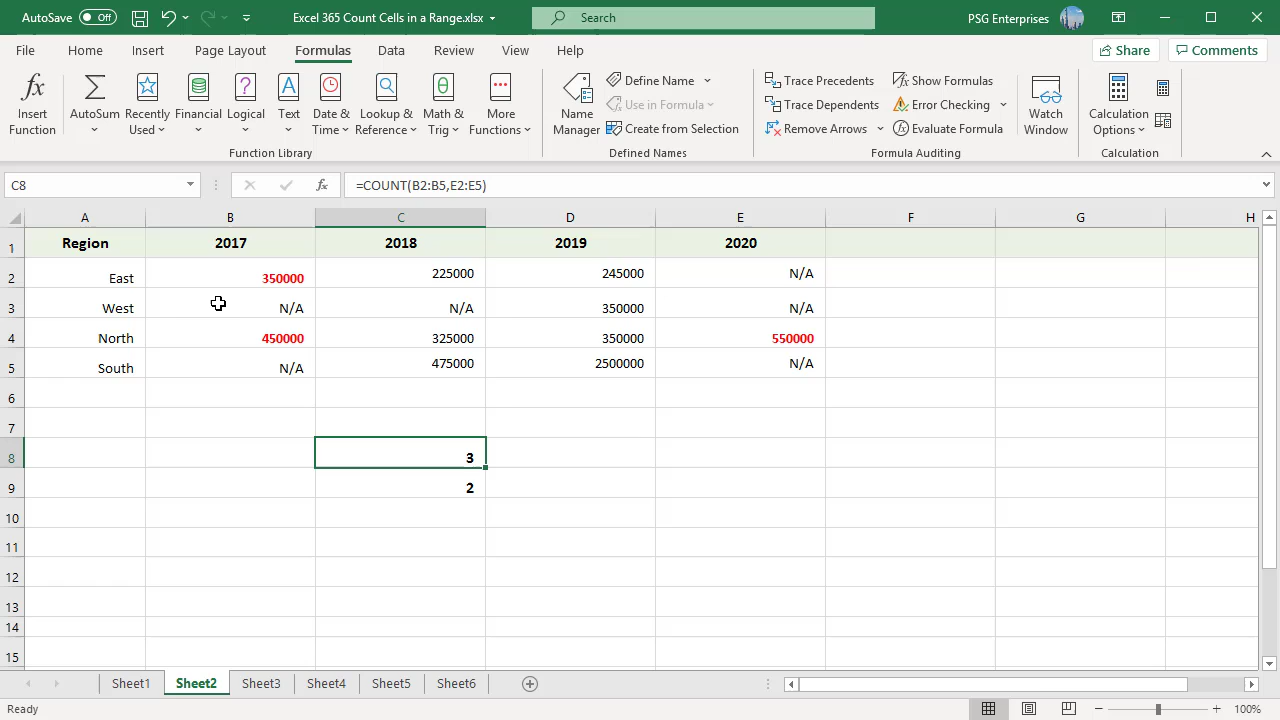 AutoSave Off Excel 365 Count Cells in a Range.xlsx Search PSG Enterprises
File Home Insert Page Layout Formulas Data Review View Help Share Comments
Insert Function
AutoSum
Recently Used
Financial
Logical
Text
Date & Time
Lookup & Reference
Math & Trig
More Functions
Function Library
Name Manager
Define Name
Use in Formula
Create from Selection
Defined Names
Trace Precedents
Trace Dependents
Remove Arrows
Show Formulas
Error Checking
Evaluate Formula
Formula Auditing
Watch Window
Calculation Options
Calculation
C8 fx =COUNT(B2:B5,E2:E5)
A B C D E F G H
1 Region 2017 2018 2019 2020
2 East 350000 225000 245000 N/A
3 West N/A N/A 350000 N/A
4 North 450000 325000 350000 550000
5 South N/A 475000 2500000 N/A
6
7
8 3
9 2
10
11
12
13
14
15
Sheet1 Sheet2 Sheet3 Sheet4 Sheet5 Sheet6
Ready 100%